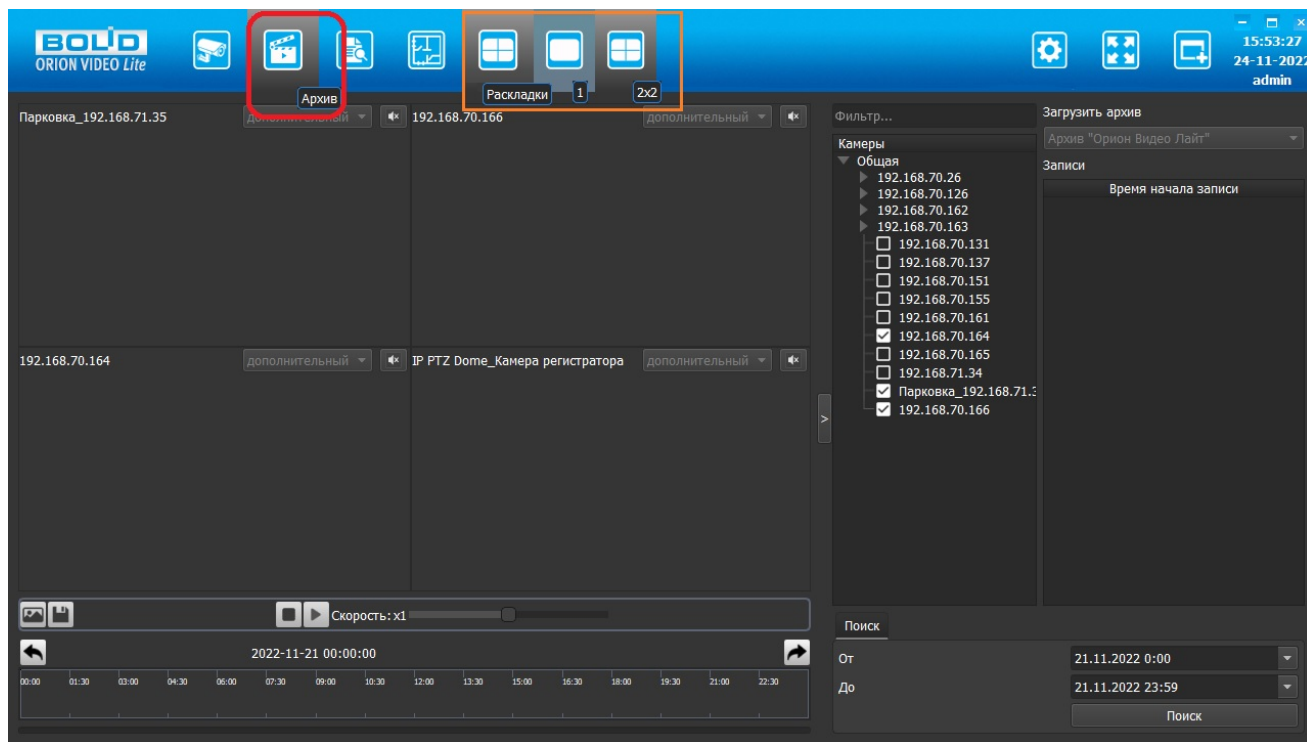 BOLID
ORION VIDEO Lite
Архив
Раскладки
1
2x2
15:53:27
24-11-2022
admin
Парковка_192.168.71.35
дополнительный
192.168.70.166
дополнительный
192.168.70.164
дополнительный
IP PTZ Dome_Камера регистратора
дополнительный
Скорость: x1
2022-11-21 00:00:00
00:00 01:30 03:00 04:30 06:00 07:30 09:00 10:30 12:00 13:30 15:00 16:30 18:00 19:30 21:00 22:30
>
Фильтр...
Камеры
Общая
192.168.70.26
192.168.70.126
192.168.70.162
192.168.70.163
192.168.70.131
192.168.70.137
192.168.70.151
192.168.70.155
192.168.70.161
192.168.70.164
192.168.70.165
192.168.71.34
Парковка_192.168.71.3
192.168.70.166
Загрузить архив
Архив "Орион Видео Лайт"
Записи
Время начала записи
Поиск
От
21.11.2022 0:00
До
21.11.2022 23:59
Поиск